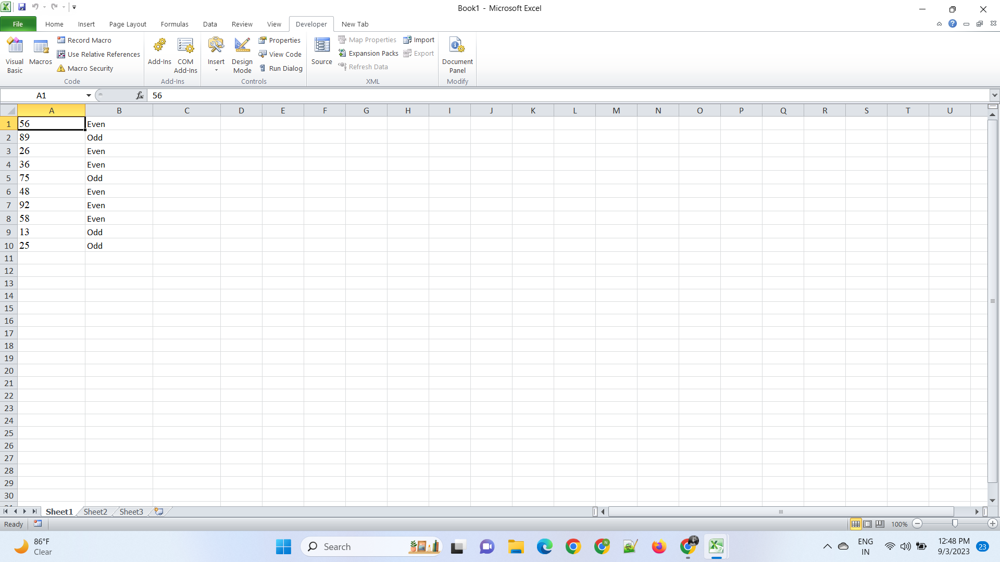 Book1 - Microsoft Excel
File Home Insert Page Layout Formulas Data Review View Developer New Tab
Visual Basic
Macros
Record Macro
Use Relative References
Macro Security
Code
Add-Ins
COM Add-Ins
Add-Ins
Insert
Design Mode
Properties
View Code
Run Dialog
Controls
Source
Map Properties
Expansion Packs
Refresh Data
Import
Export
XML
Document Panel
Modify
A1 fx 56
A B C D E F G H I J K L M N O P Q R S T U
1 56 Even
2 89 Odd
3 26 Even
4 36 Even
5 75 Odd
6 48 Even
7 92 Even
8 58 Even
9 13 Odd
10 25 Odd
11
12
13
14
15
16
17
18
19
20
21
22
23
24
25
26
27
28
29
30
Sheet1 Sheet2 Sheet3
Ready 100%
86°F
Clear
Search
ENG
IN
12:48 PM
9/3/2023
23